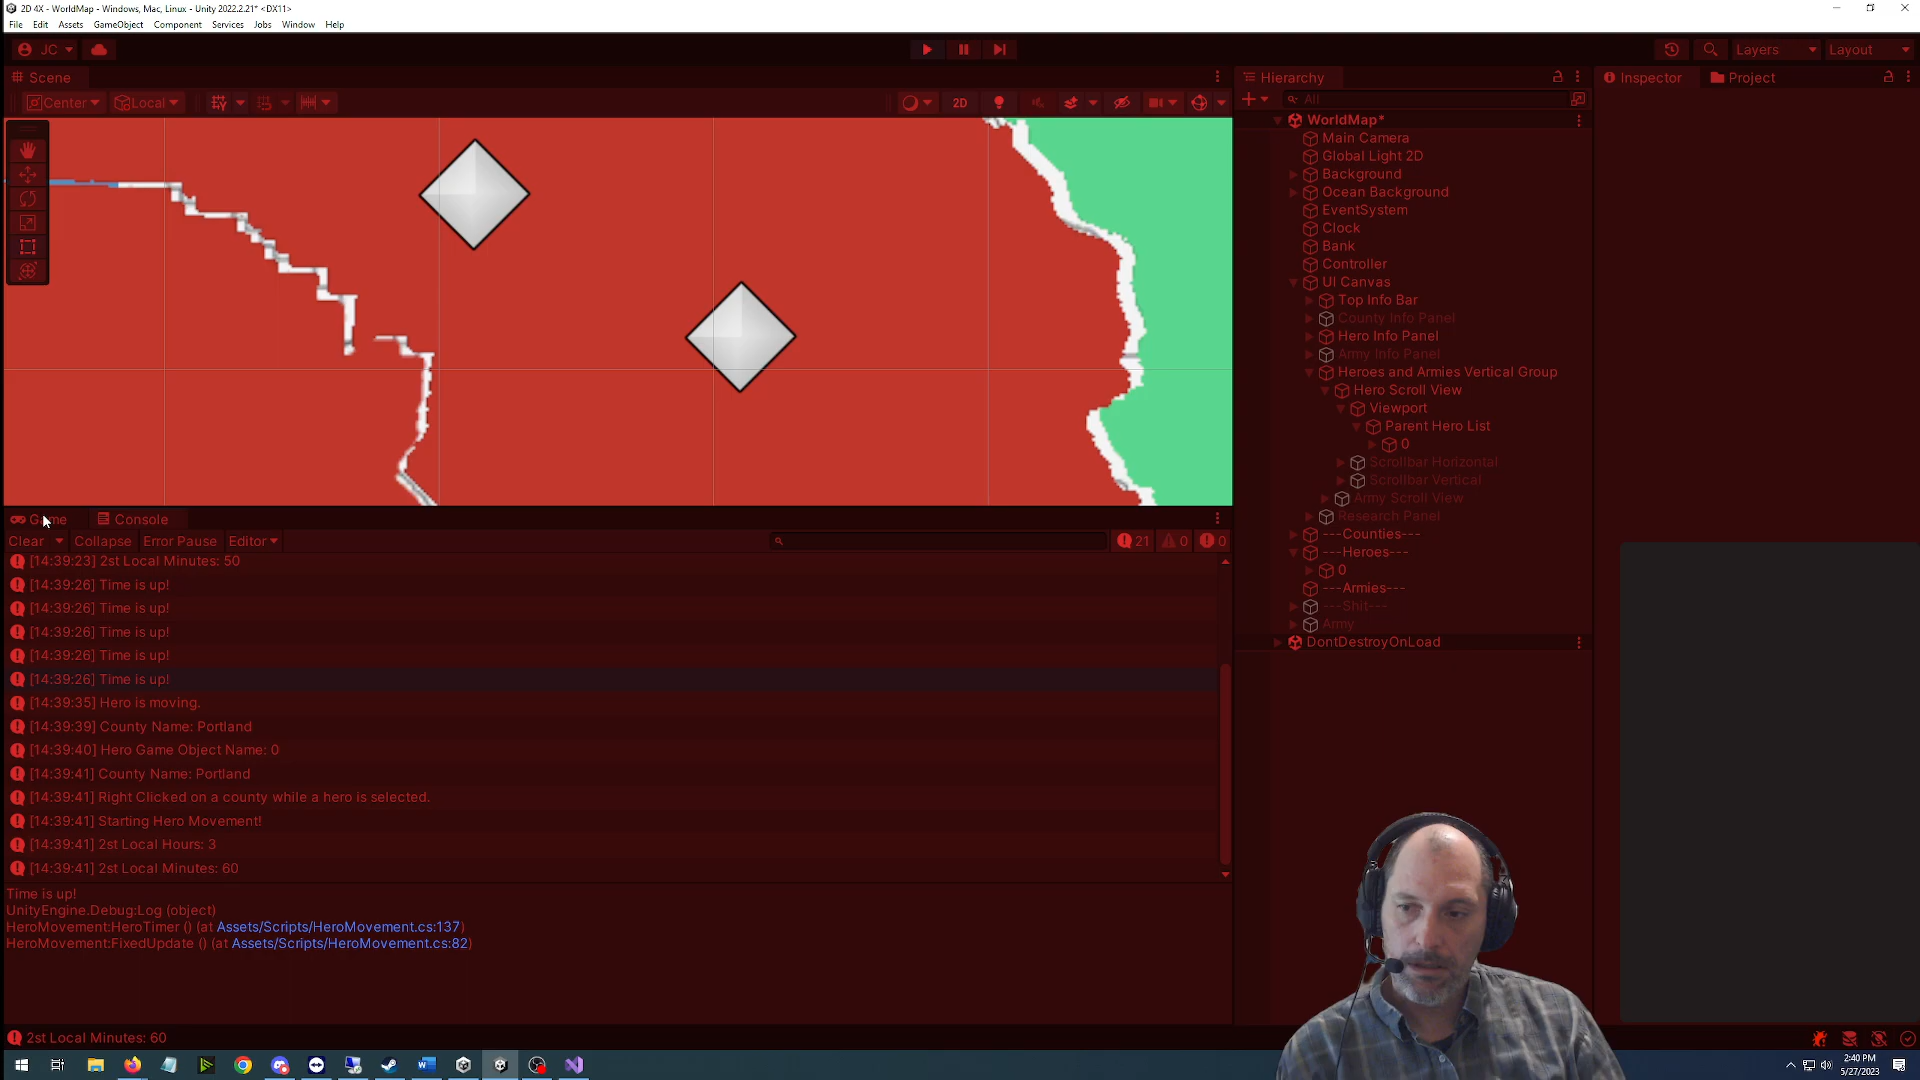 2D 4X - WorldMap - Windows, Mac, Linux - Unity 2022.2.21* <DX11>
File Edit Assets GameObject Component Services Jobs Window Help
JC Layers Layout
Scene Hierarchy Inspector Project
Center Local 2D All
WorldMap*
Main Camera
Global Light 2D
Background
Ocean Background
EventSystem
Clock
Bank
Controller
UI Canvas
Top Info Bar
County Info Panel
Hero Info Panel
Army Info Panel
Heroes and Armies Vertical Group
Hero Scroll View
Viewport
Parent Hero List
0
Scrollbar Horizontal
Scrollbar Vertical
Army Scroll View
Research Panel
---Counties---
---Heroes---
0
---Armies---
---Shit---
Army
DontDestroyOnLoad
Game Console
Clear Collapse Error Pause Editor 21 0 0
[14:39:23] 2st Local Minutes: 50
[14:39:26] Time is up!
[14:39:26] Time is up!
[14:39:26] Time is up!
[14:39:26] Time is up!
[14:39:26] Time is up!
[14:39:35] Hero is moving.
[14:39:39] County Name: Portland
[14:39:40] Hero Game Object Name: 0
[14:39:41] County Name: Portland
[14:39:41] Right Clicked on a county while a hero is selected.
[14:39:41] Starting Hero Movement!
[14:39:41] 2st Local Hours: 3
[14:39:41] 2st Local Minutes: 60
Time is up!
UnityEngine.Debug:Log (object)
HeroMovement:HeroTimer () (at Assets/Scripts/HeroMovement.cs:137)
HeroMovement:FixedUpdate () (at Assets/Scripts/HeroMovement.cs:82)
2st Local Minutes: 60
2:40 PM
5/27/2023